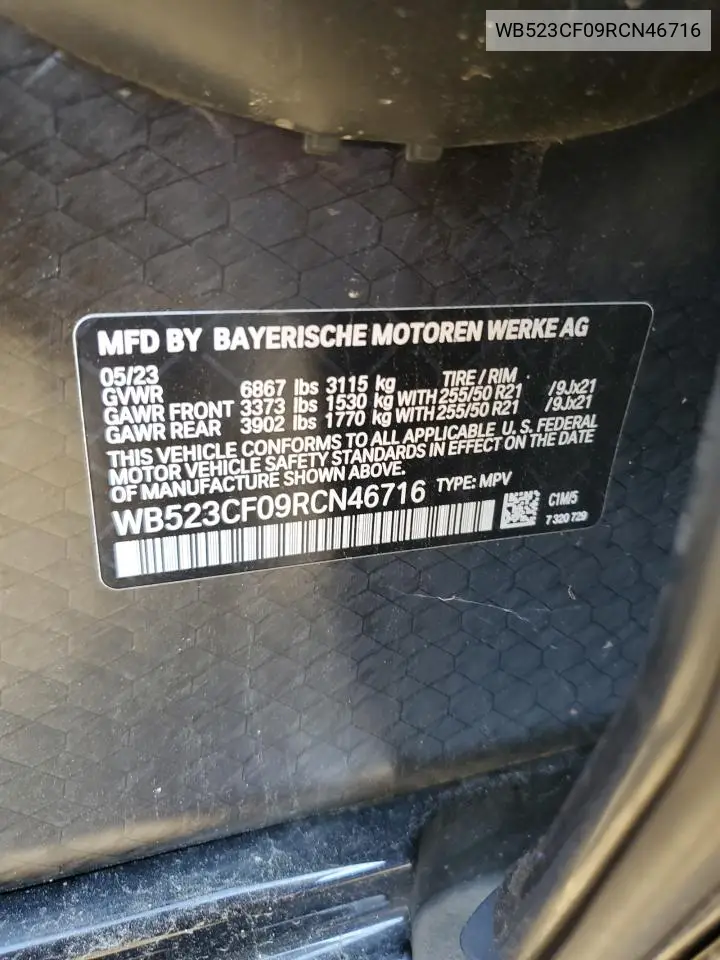 WB523CF09RCN46716
MFD BY BAYERISCHE MOTOREN WERKE AG
05/23 TIRE / RIM
GVWR 6867 lbs 3115 kg
GAWR FRONT 3373 lbs 1530 kg WITH 255/50 R21 /9Jx21
GAWR REAR 3902 lbs 1770 kg WITH 255/50 R21 /9Jx21
THIS VEHICLE CONFORMS TO ALL APPLICABLE U. S. FEDERAL
MOTOR VEHICLE SAFETY STANDARDS IN EFFECT ON THE DATE
OF MANUFACTURE SHOWN ABOVE.
WB523CF09RCN46716 TYPE: MPV
C1M/5
7 320 729